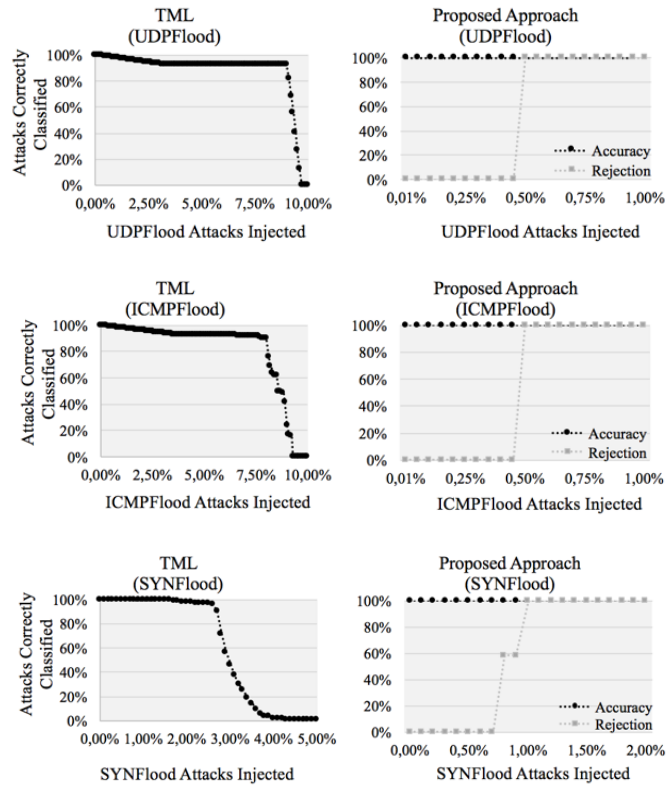 TML
(UDPFlood)
100%
80%
60%
40%
20%
0%
Attacks Correctly
Classified
0,00% 2,50% 5,00% 7,50% 10,00%
UDPFlood Attacks Injected
Proposed Approach
(UDPFlood)
100%
80%
60%
40%
20%
0%
Accuracy
Rejection
0,01% 0,25% 0,50% 0,75% 1,00%
UDPFlood Attacks Injected
TML
(ICMPFlood)
100%
80%
60%
40%
20%
0%
Attacks Correctly
Classified
0,00% 2,50% 5,00% 7,50% 10,00%
ICMPFlood Attacks Injected
Proposed Approach
(ICMPFlood)
100%
80%
60%
40%
20%
0%
Accuracy
Rejection
0,01% 0,25% 0,50% 0,75% 1,00%
ICMPFlood Attacks Injected
TML
(SYNFlood)
100%
80%
60%
40%
20%
0%
Attacks Correctly
Classified
0,00% 1,00% 2,00% 3,00% 4,00% 5,00%
SYNFlood Attacks Injected
Proposed Approach
(SYNFlood)
100%
80%
60%
40%
20%
0%
Accuracy
Rejection
0,00% 0,50% 1,00% 1,50% 2,00%
SYNFlood Attacks Injected